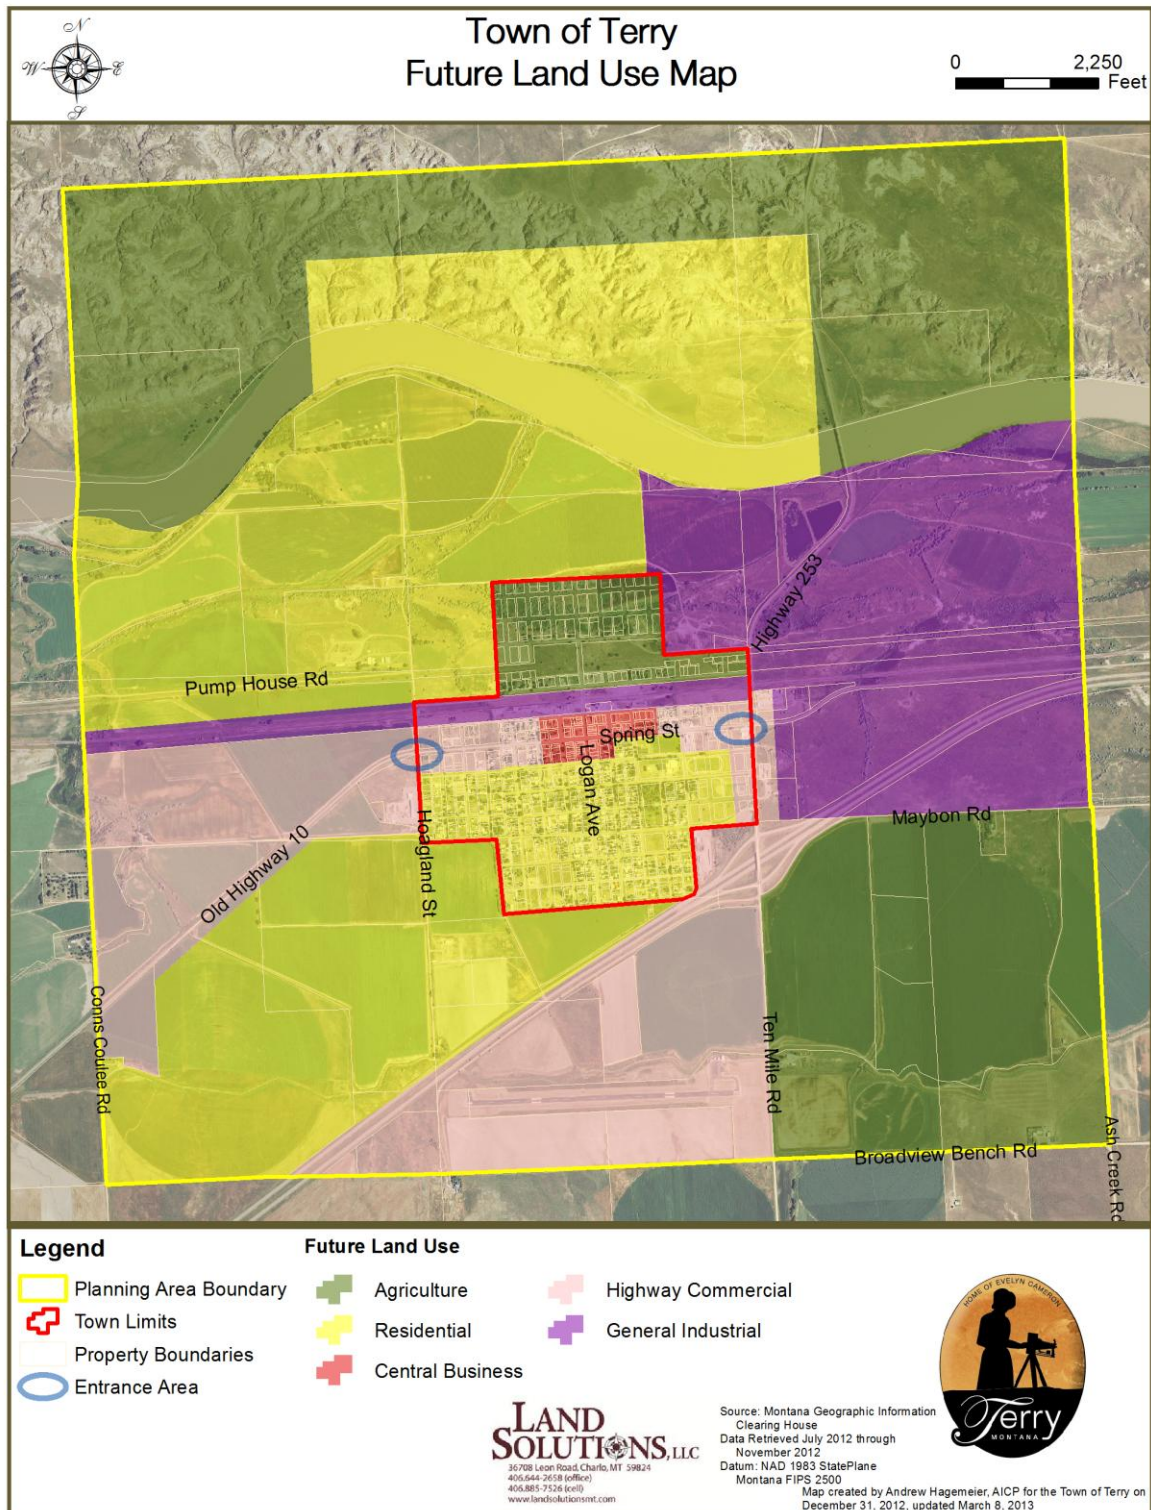 N
W
E
S
Town of Terry
Future Land Use Map
0 2,250
Feet
Highway 253
Pump House Rd
Spring St
Logan Ave
Maybon Rd
Hoagland St
Old Highway 10
Conns Coulee Rd
Ten Mile Rd
Ash Creek Rd
Broadview Bench Rd
Legend
Planning Area Boundary
Town Limits
Property Boundaries
Entrance Area
Future Land Use
Agriculture
Residential
Central Business
Highway Commercial
General Industrial
LAND
SOLUTIONS, LLC
36708 Leon Road, Charlo, MT 59824
406.644-2658 (office)
406.885-7526 (cell)
www.landsolutionsmt.com
Source: Montana Geographic Information
Clearing House
Data Retrieved July 2012 through
November 2012
Datum: NAD 1983 StatePlane
Montana FIPS 2500
Map created by Andrew Hagemeier, AICP for the Town of Terry on
December 31, 2012, updated March 8, 2013
HOME OF EVELYN CAMERON
Terry
MONTANA